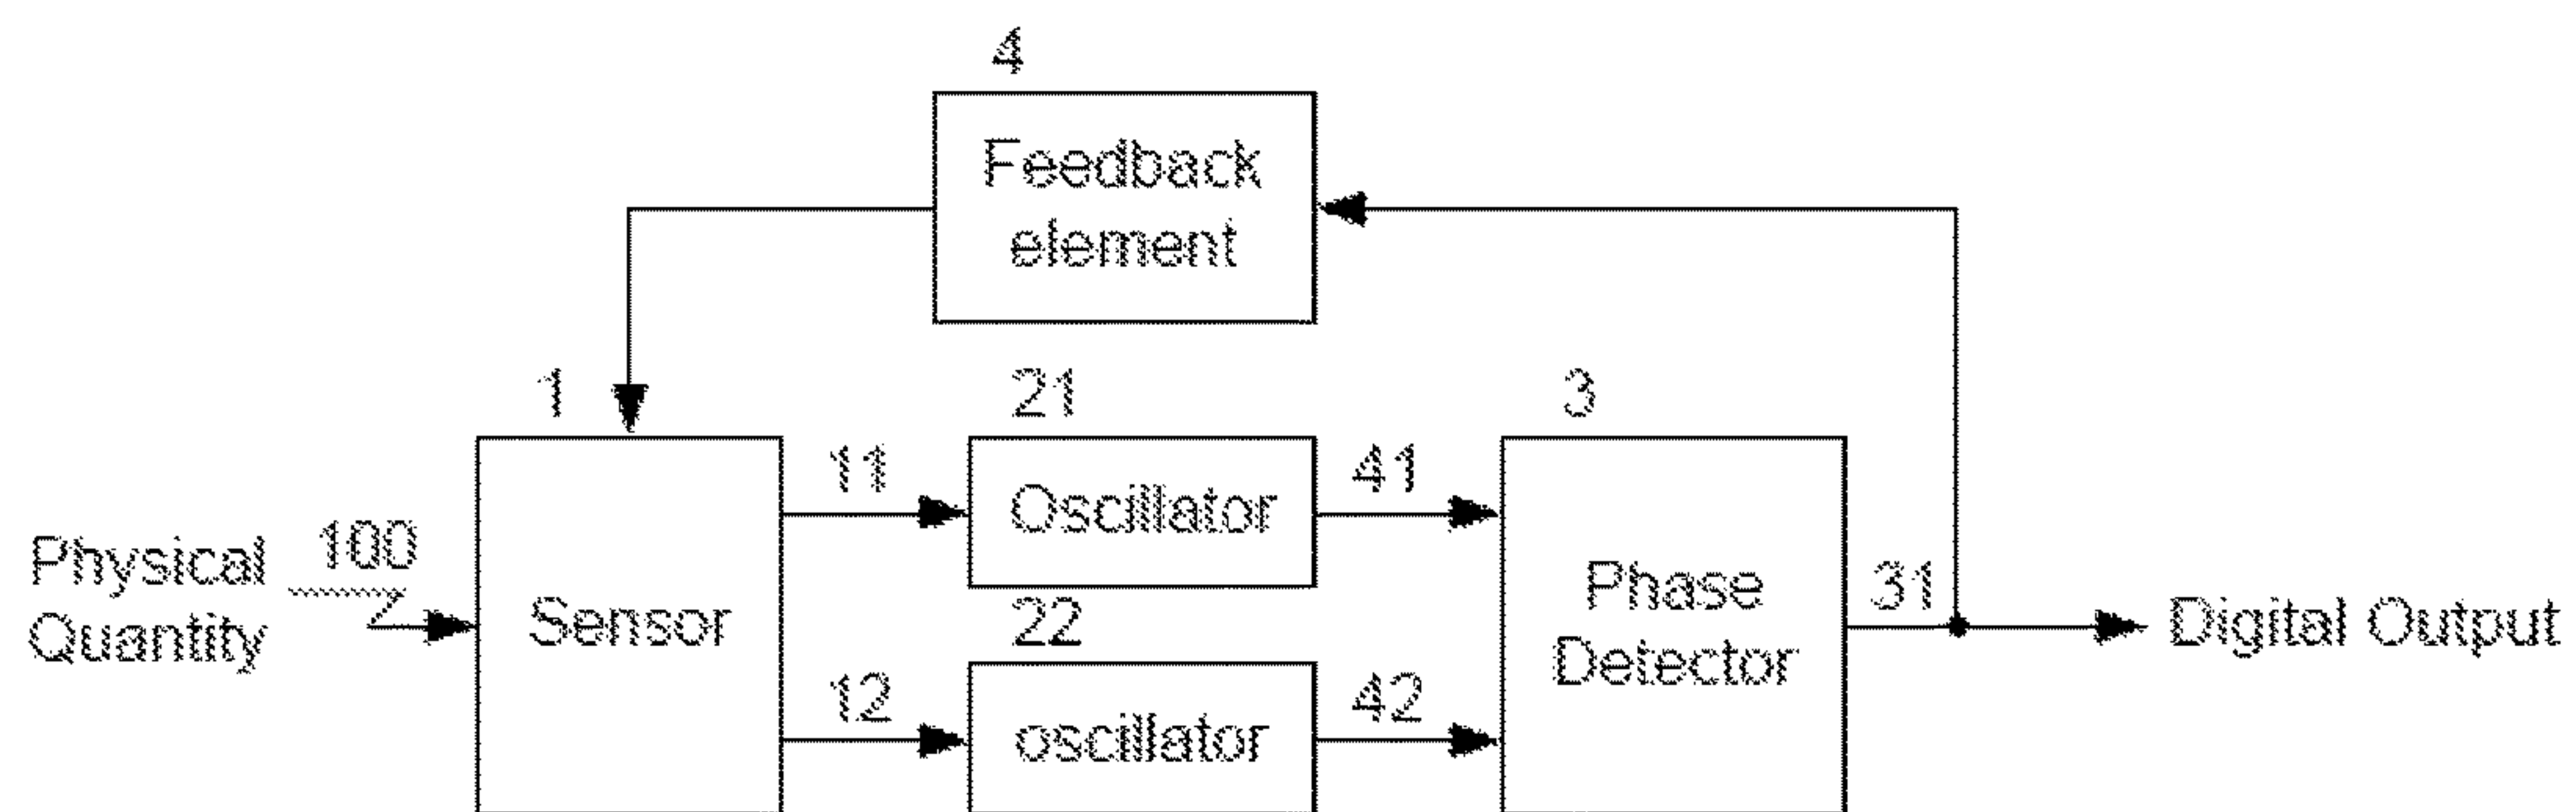 4
Feedback
element
1
21
3
11
41
Oscillator
Physical
Quantity
100
22
Sensor
Phase
Detector
31
Digital Output
12
42
oscillator